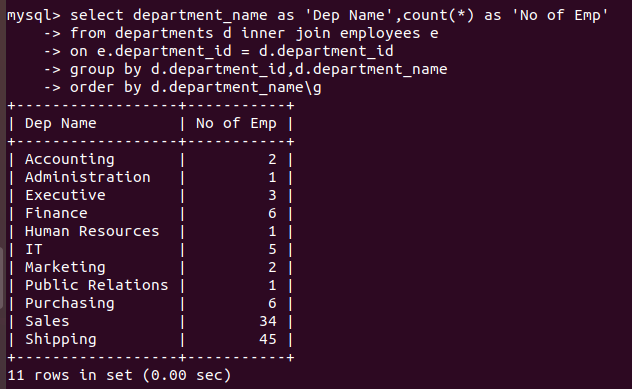 mysql> select department_name as 'Dep Name',count(*) as 'No of Emp'
    -> from departments d inner join employees e
    -> on e.department_id = d.department_id
    -> group by d.department_id,d.department_name
    -> order by d.department_name\g
+------------------+-----------+
| Dep Name         | No of Emp |
+------------------+-----------+
| Accounting       |         2 |
| Administration   |         1 |
| Executive        |         3 |
| Finance          |         6 |
| Human Resources  |         1 |
| IT               |         5 |
| Marketing        |         2 |
| Public Relations |         1 |
| Purchasing       |         6 |
| Sales            |        34 |
| Shipping         |        45 |
+------------------+-----------+
11 rows in set (0.00 sec)